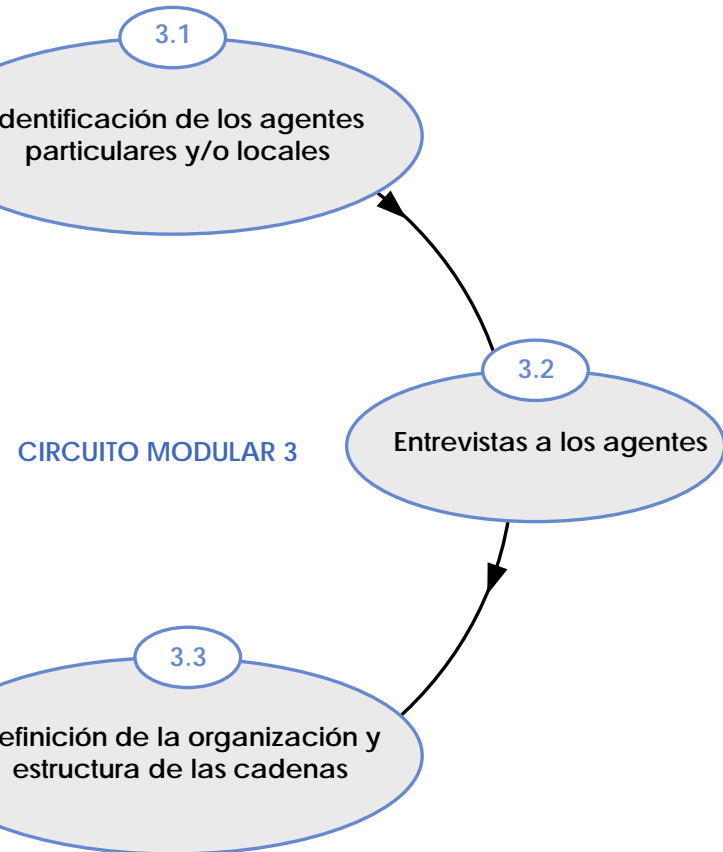 3.1
dentificación de los agentes
particulares y/o locales
3.2
Entrevistas a los agentes
CIRCUITO MODULAR 3
3.3
efinición de la organización y
estructura de las cadenas